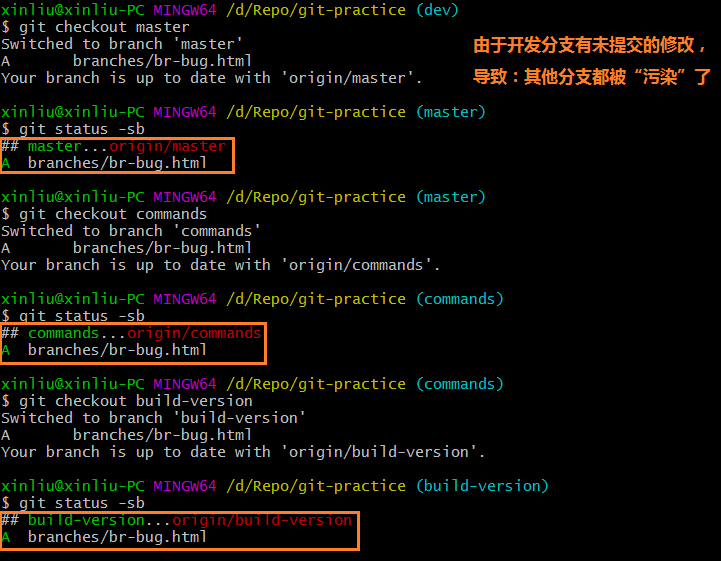 xinliu@xinliu-PC MINGW64 /d/Repo/git-practice (dev)
$ git checkout master
Switched to branch 'master'
由于开发分支有未提交的修改，
A       branches/br-bug.html
Your branch is up to date with 'origin/master'.
导致：其他分支都被“污染”了
xinliu@xinliu-PC MINGW64 /d/Repo/git-practice (master)
$ git status -sb
## master...origin/master
A  branches/br-bug.html
xinliu@xinliu-PC MINGW64 /d/Repo/git-practice (master)
$ git checkout commands
Switched to branch 'commands'
A       branches/br-bug.html
Your branch is up to date with 'origin/commands'.
xinliu@xinliu-PC MINGW64 /d/Repo/git-practice (commands)
$ git status -sb
## commands...origin/commands
A  branches/br-bug.html
xinliu@xinliu-PC MINGW64 /d/Repo/git-practice (commands)
$ git checkout build-version
Switched to branch 'build-version'
A       branches/br-bug.html
Your branch is up to date with 'origin/build-version'.
xinliu@xinliu-PC MINGW64 /d/Repo/git-practice (build-version)
$ git status -sb
## build-version...origin/build-version
A  branches/br-bug.html